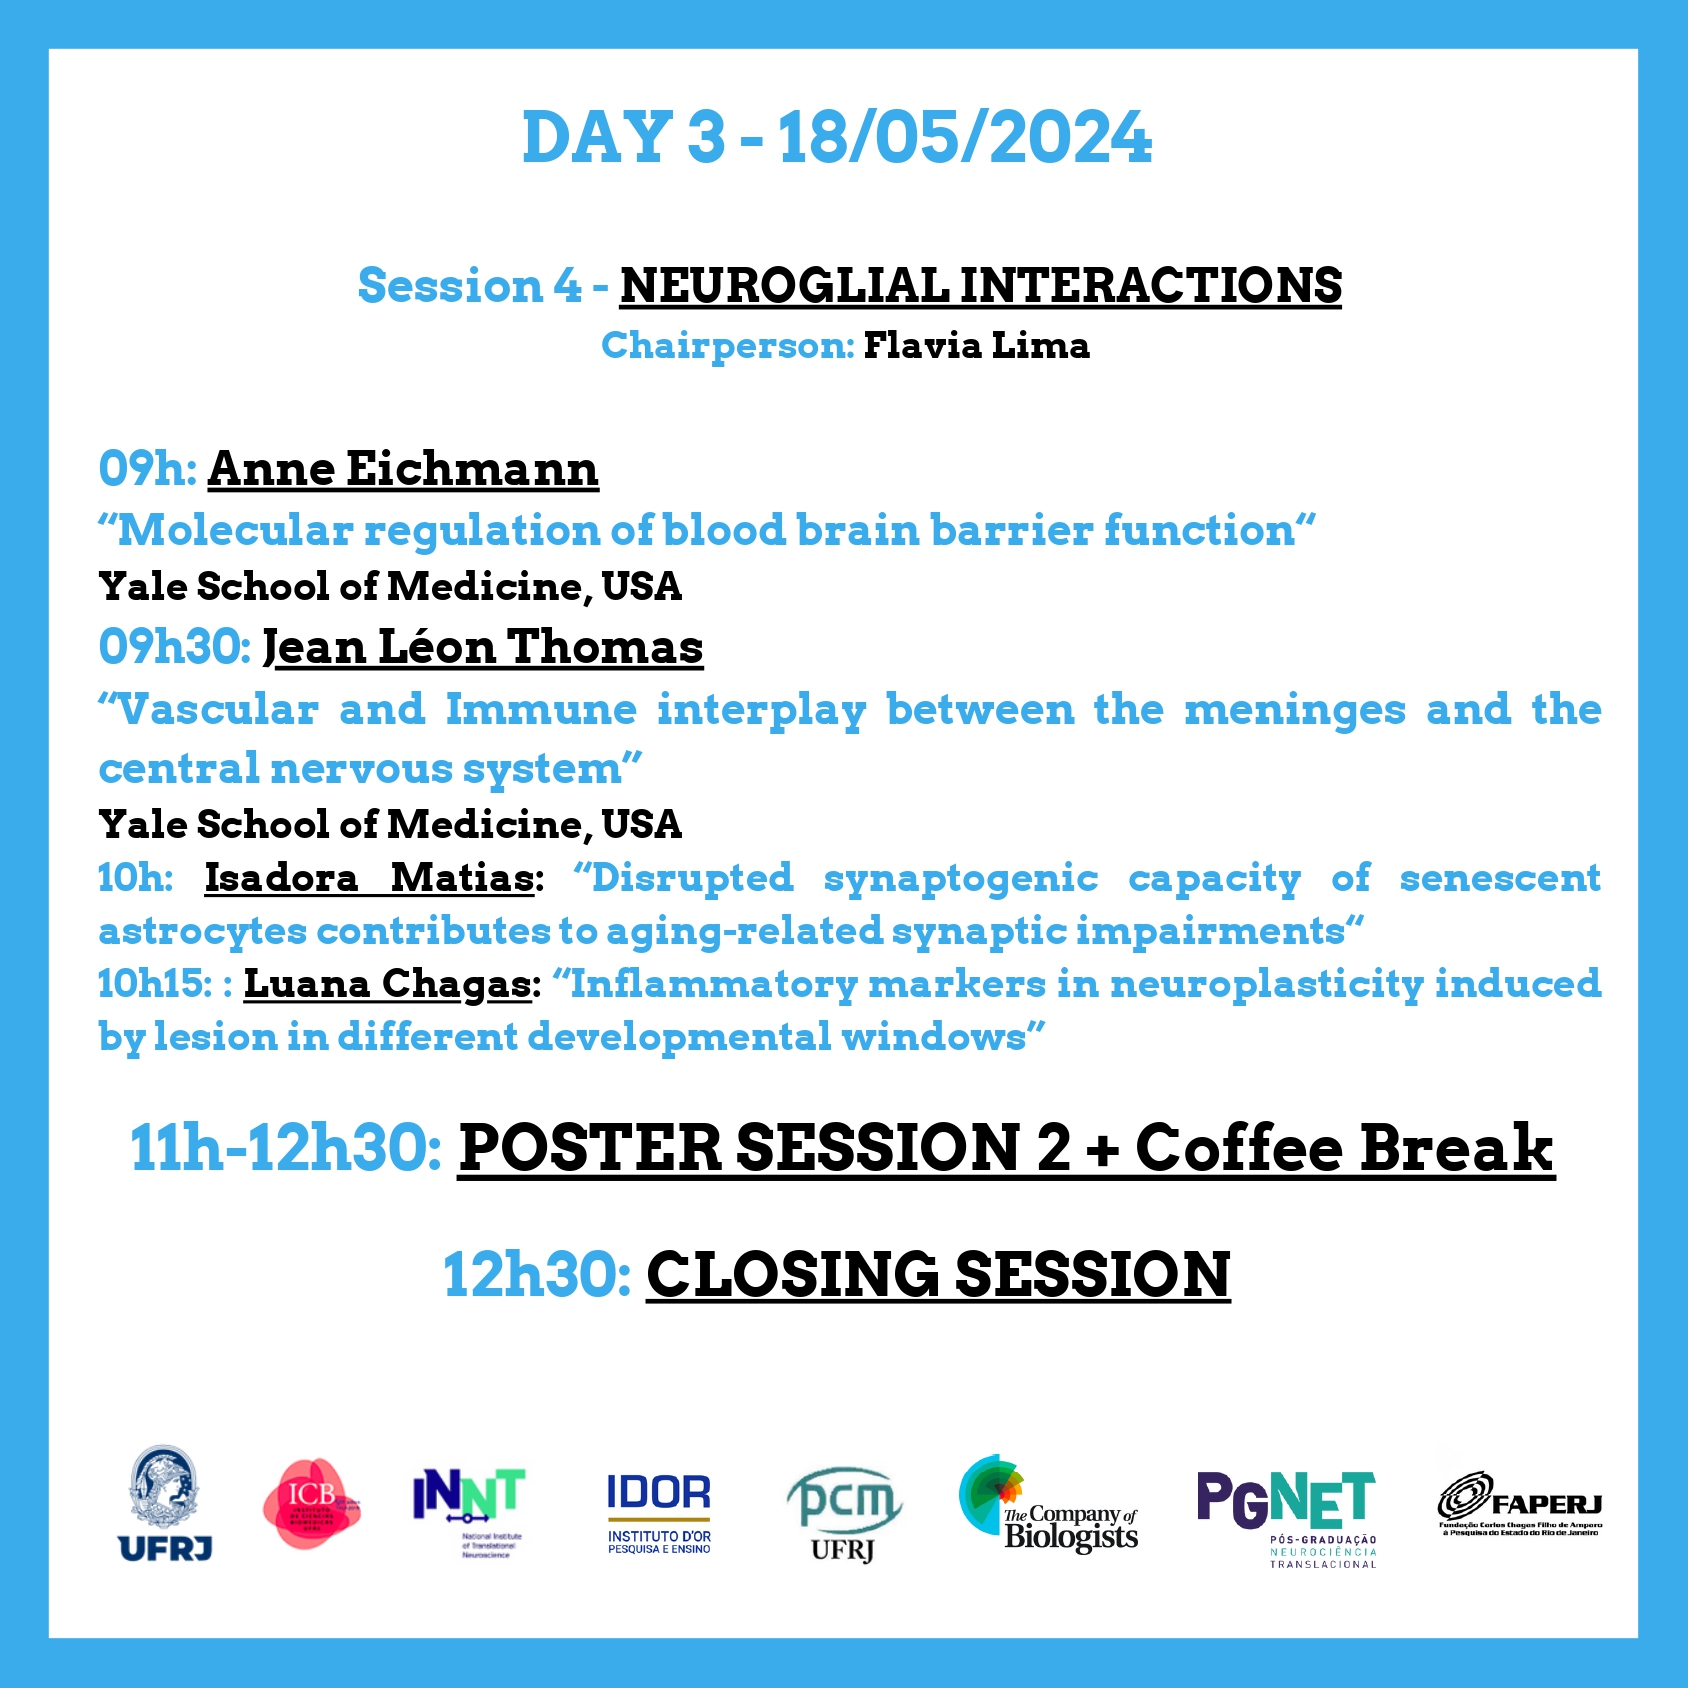 DAY 3 - 18/05/2024
Session 4 - NEUROGLIAL INTERACTIONS
Chairperson: Flavia Lima
09h: Anne Eichmann
“Molecular regulation of blood brain barrier function“
Yale School of Medicine, USA
09h30: Jean Léon Thomas
“Vascular and Immune interplay between the meninges and the
central nervous system”
Yale School of Medicine, USA
10h: Isadora Matias: “Disrupted synaptogenic capacity of senescent
astrocytes contributes to aging-related synaptic impairments“
10h15: : Luana Chagas: “Inflammatory markers in neuroplasticity induced
by lesion in different developmental windows”
11h-12h30: POSTER SESSION 2 + Coffee Break
12h30: CLOSING SESSION
UFRJ
ICB
INSTITUTO
DE CIÊNCIAS
BIOMÉDICAS
UFRJ
INNT
National Institute
of Translational
Neuroscience
IDOR
INSTITUTO D'OR
PESQUISA E ENSINO
pcm
UFRJ
The Company of
Biologists
PGNET
PÓS-GRADUAÇÃO
NEUROCIÊNCIA
TRANSLACIONAL
FAPERJ
Fundação Carlos Chagas Filho de Amparo
à Pesquisa do Estado do Rio de Janeiro